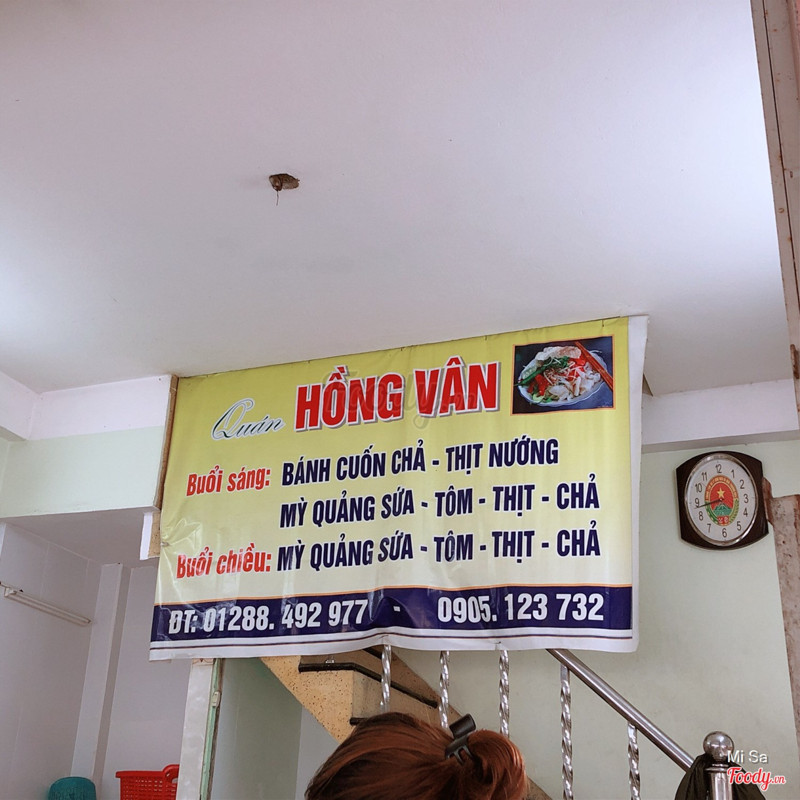 Quán HỒNG VÂN
Buổi sáng: BÁNH CUỐN CHẢ - THỊT NƯỚNG
MỲ QUẢNG SỨA - TÔM - THỊT - CHẢ
Buổi chiều: MỲ QUẢNG SỨA - TÔM - THỊT - CHẢ
ĐT: 01288. 492 977 - 0905. 123 732
Mi Sa
Foody.vn